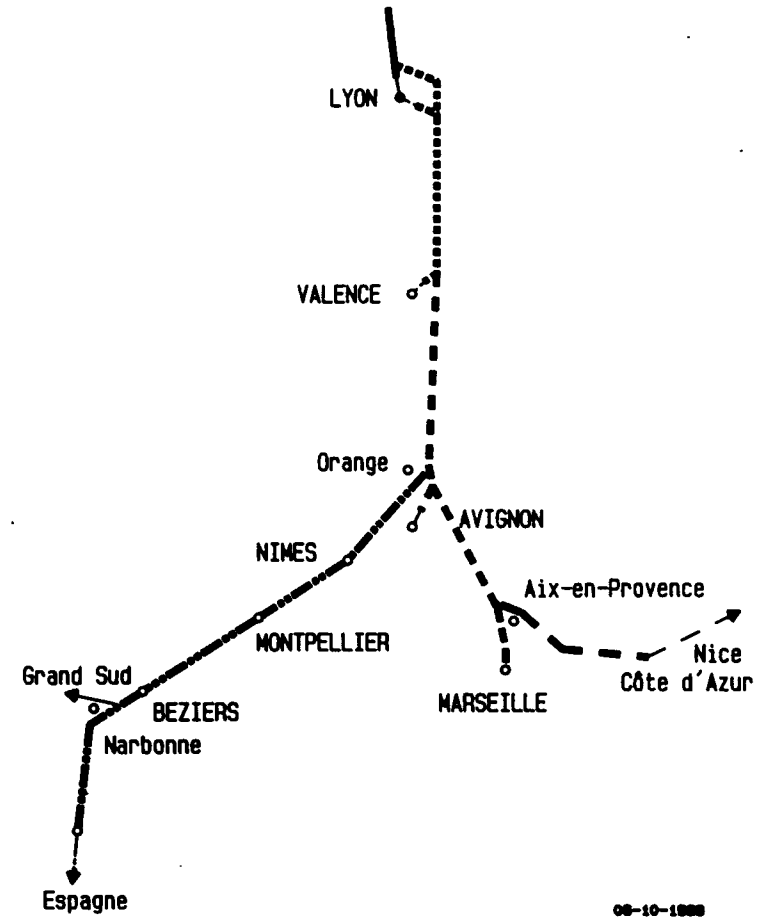 LYON
VALENCE
Orange
AVIGNON
NIMES
Aix-en-Provence
MONTPELLIER
Nice
Côte d'Azur
Grand Sud
MARSEILLE
BEZIERS
Narbonne
Espagne